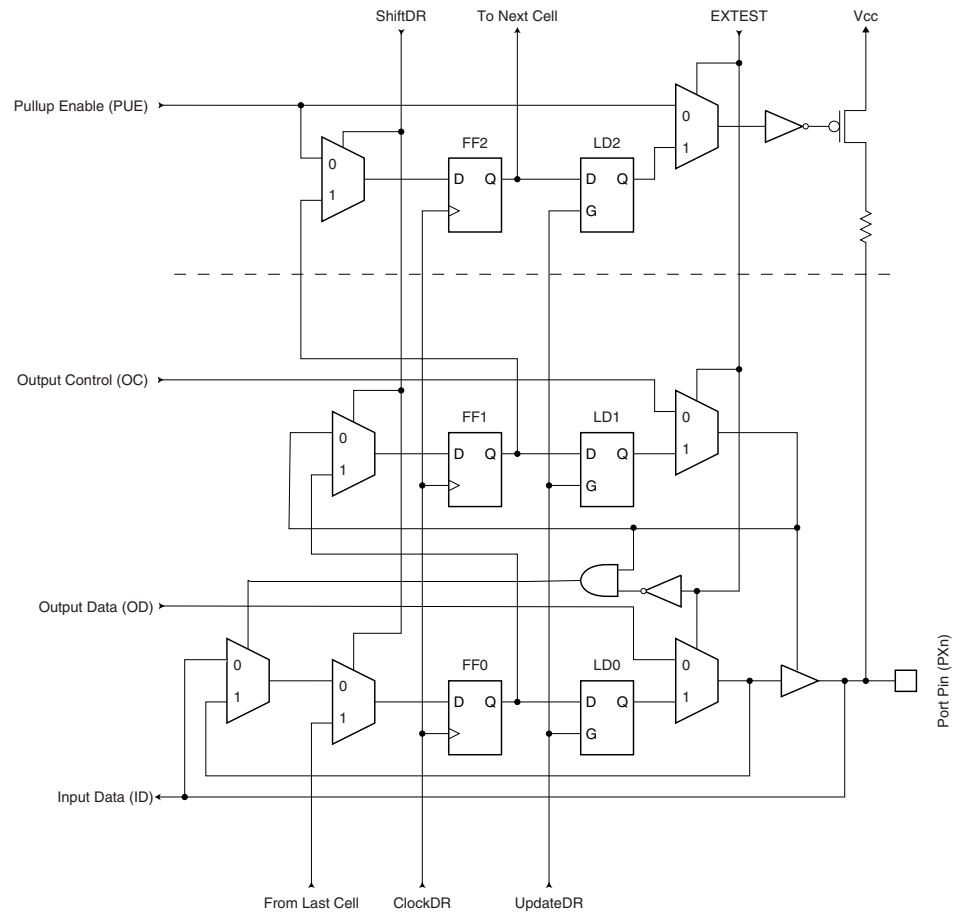 ShiftDR
To Next Cell
EXTEST
Vcc
Pullup Enable (PUE)
0
1
FF2
D Q
LD2
D Q
G
0
1
Output Control (OC)
0
1
FF1
D Q
LD1
D Q
G
0
1
Output Data (OD)
0
1
0
1
FF0
D Q
LD0
D Q
G
0
1
Port Pin (PXn)
Input Data (ID)
From Last Cell
ClockDR
UpdateDR